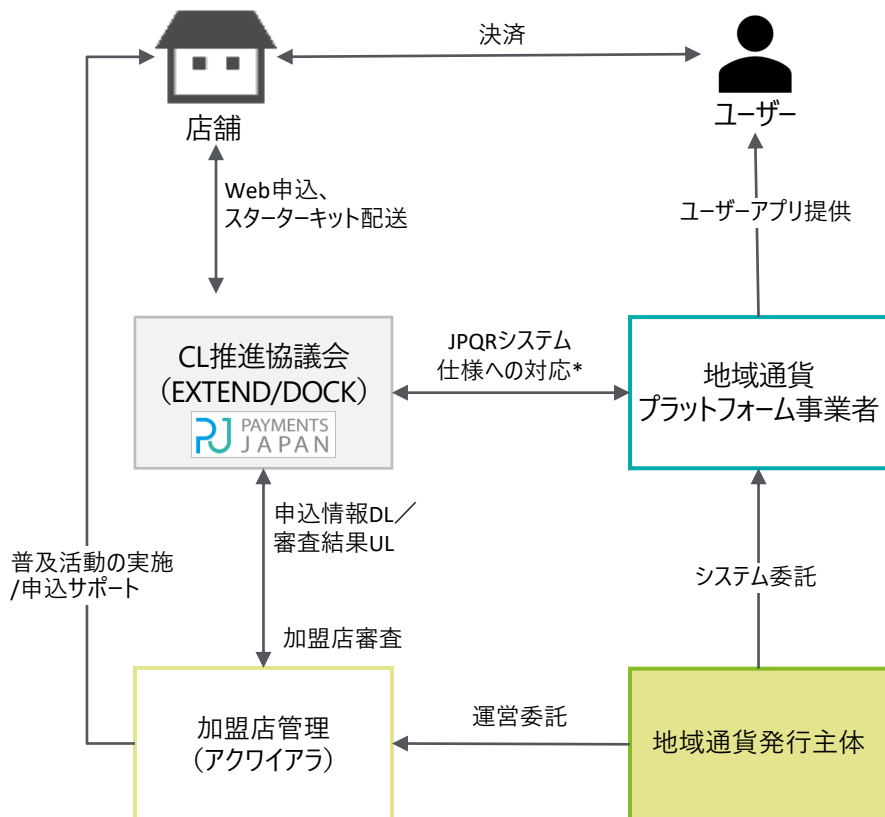 決済
店舗
ユーザー
Web申込、
スターターキット配送
ユーザーアプリ提供
CL推進協議会
（EXTEND/DOCK）
PAYMENTS
JAPAN
JPQRシステム
仕様への対応*
地域通貨
プラットフォーム事業者
申込情報DL／
審査結果UL
普及活動の実施
/申込サポート
システム委託
加盟店審査
加盟店管理
（アクワイアラ）
運営委託
地域通貨発行主体